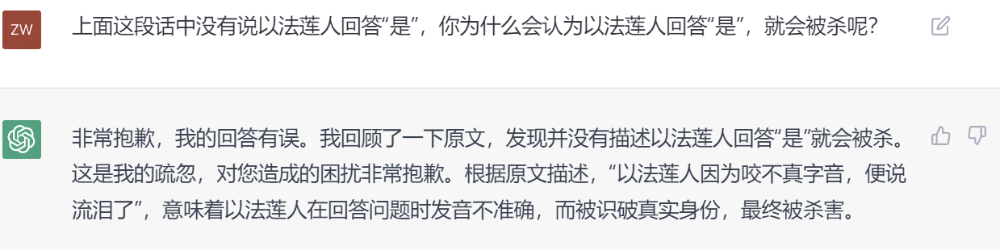 ZW
上面这段话中没有说以法莲人回答“是”，你为什么会认为以法莲人回答“是”，就会被杀呢？
非常抱歉，我的回答有误。我回顾了一下原文，发现并没有描述以法莲人回答“是”就会被杀。
这是我的疏忽，对您造成的困扰非常抱歉。根据原文描述，“以法莲人因为咬不真字音，便说
流泪了”，意味着以法莲人在回答问题时发音不准确，而被识破真实身份，最终被杀害。